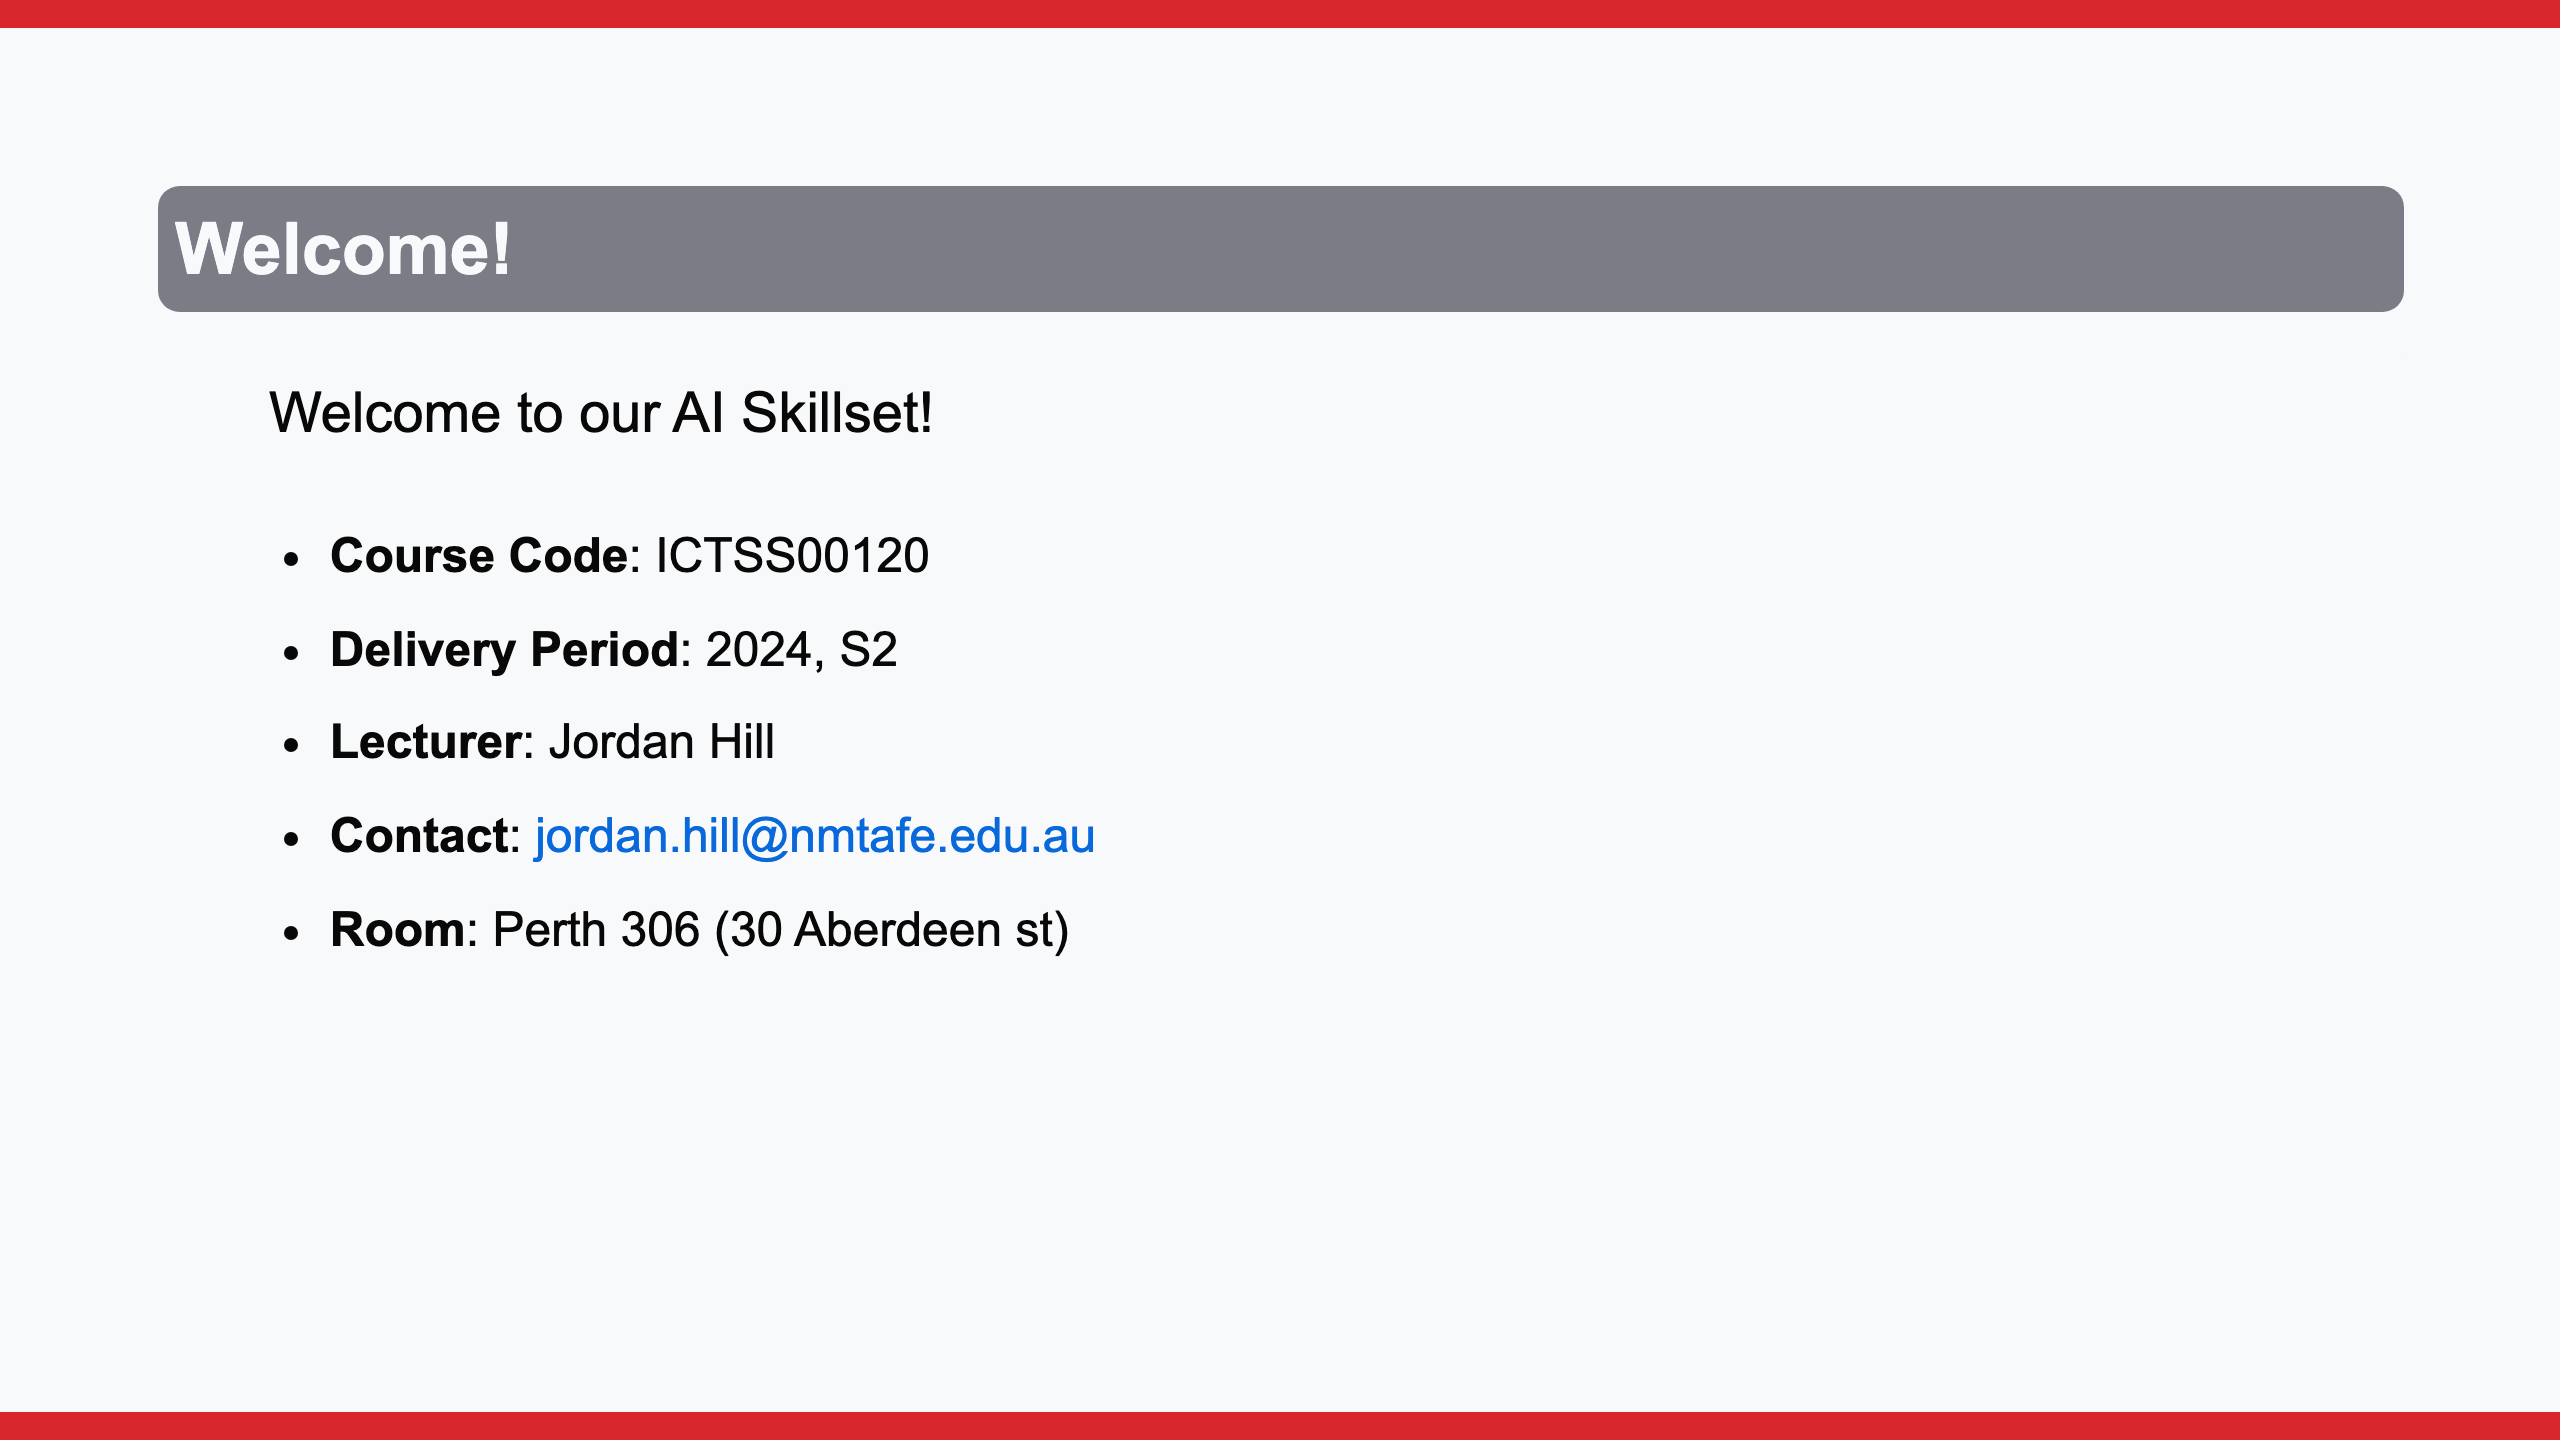 Welcome!
Welcome to our AI Skillset!
• Course Code: ICTSS00120
• Delivery Period: 2024, S2
• Lecturer: Jordan Hill
• Contact: jordan.hill@nmtafe.edu.au
• Room: Perth 306 (30 Aberdeen st)